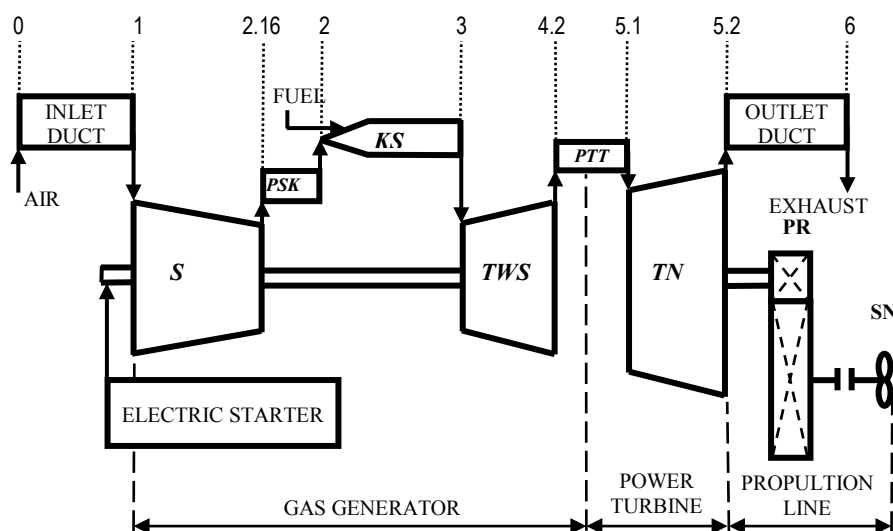 0 1 2.16 2 3 4.2 5.1 5.2 6
INLET
DUCT
FUEL
KS
OUTLET
DUCT
PSK
PTT
AIR
EXHAUST
PR
S
TWS
TN
SN
ELECTRIC STARTER
GAS GENERATOR
POWER
TURBINE
PROPULTION
LINE